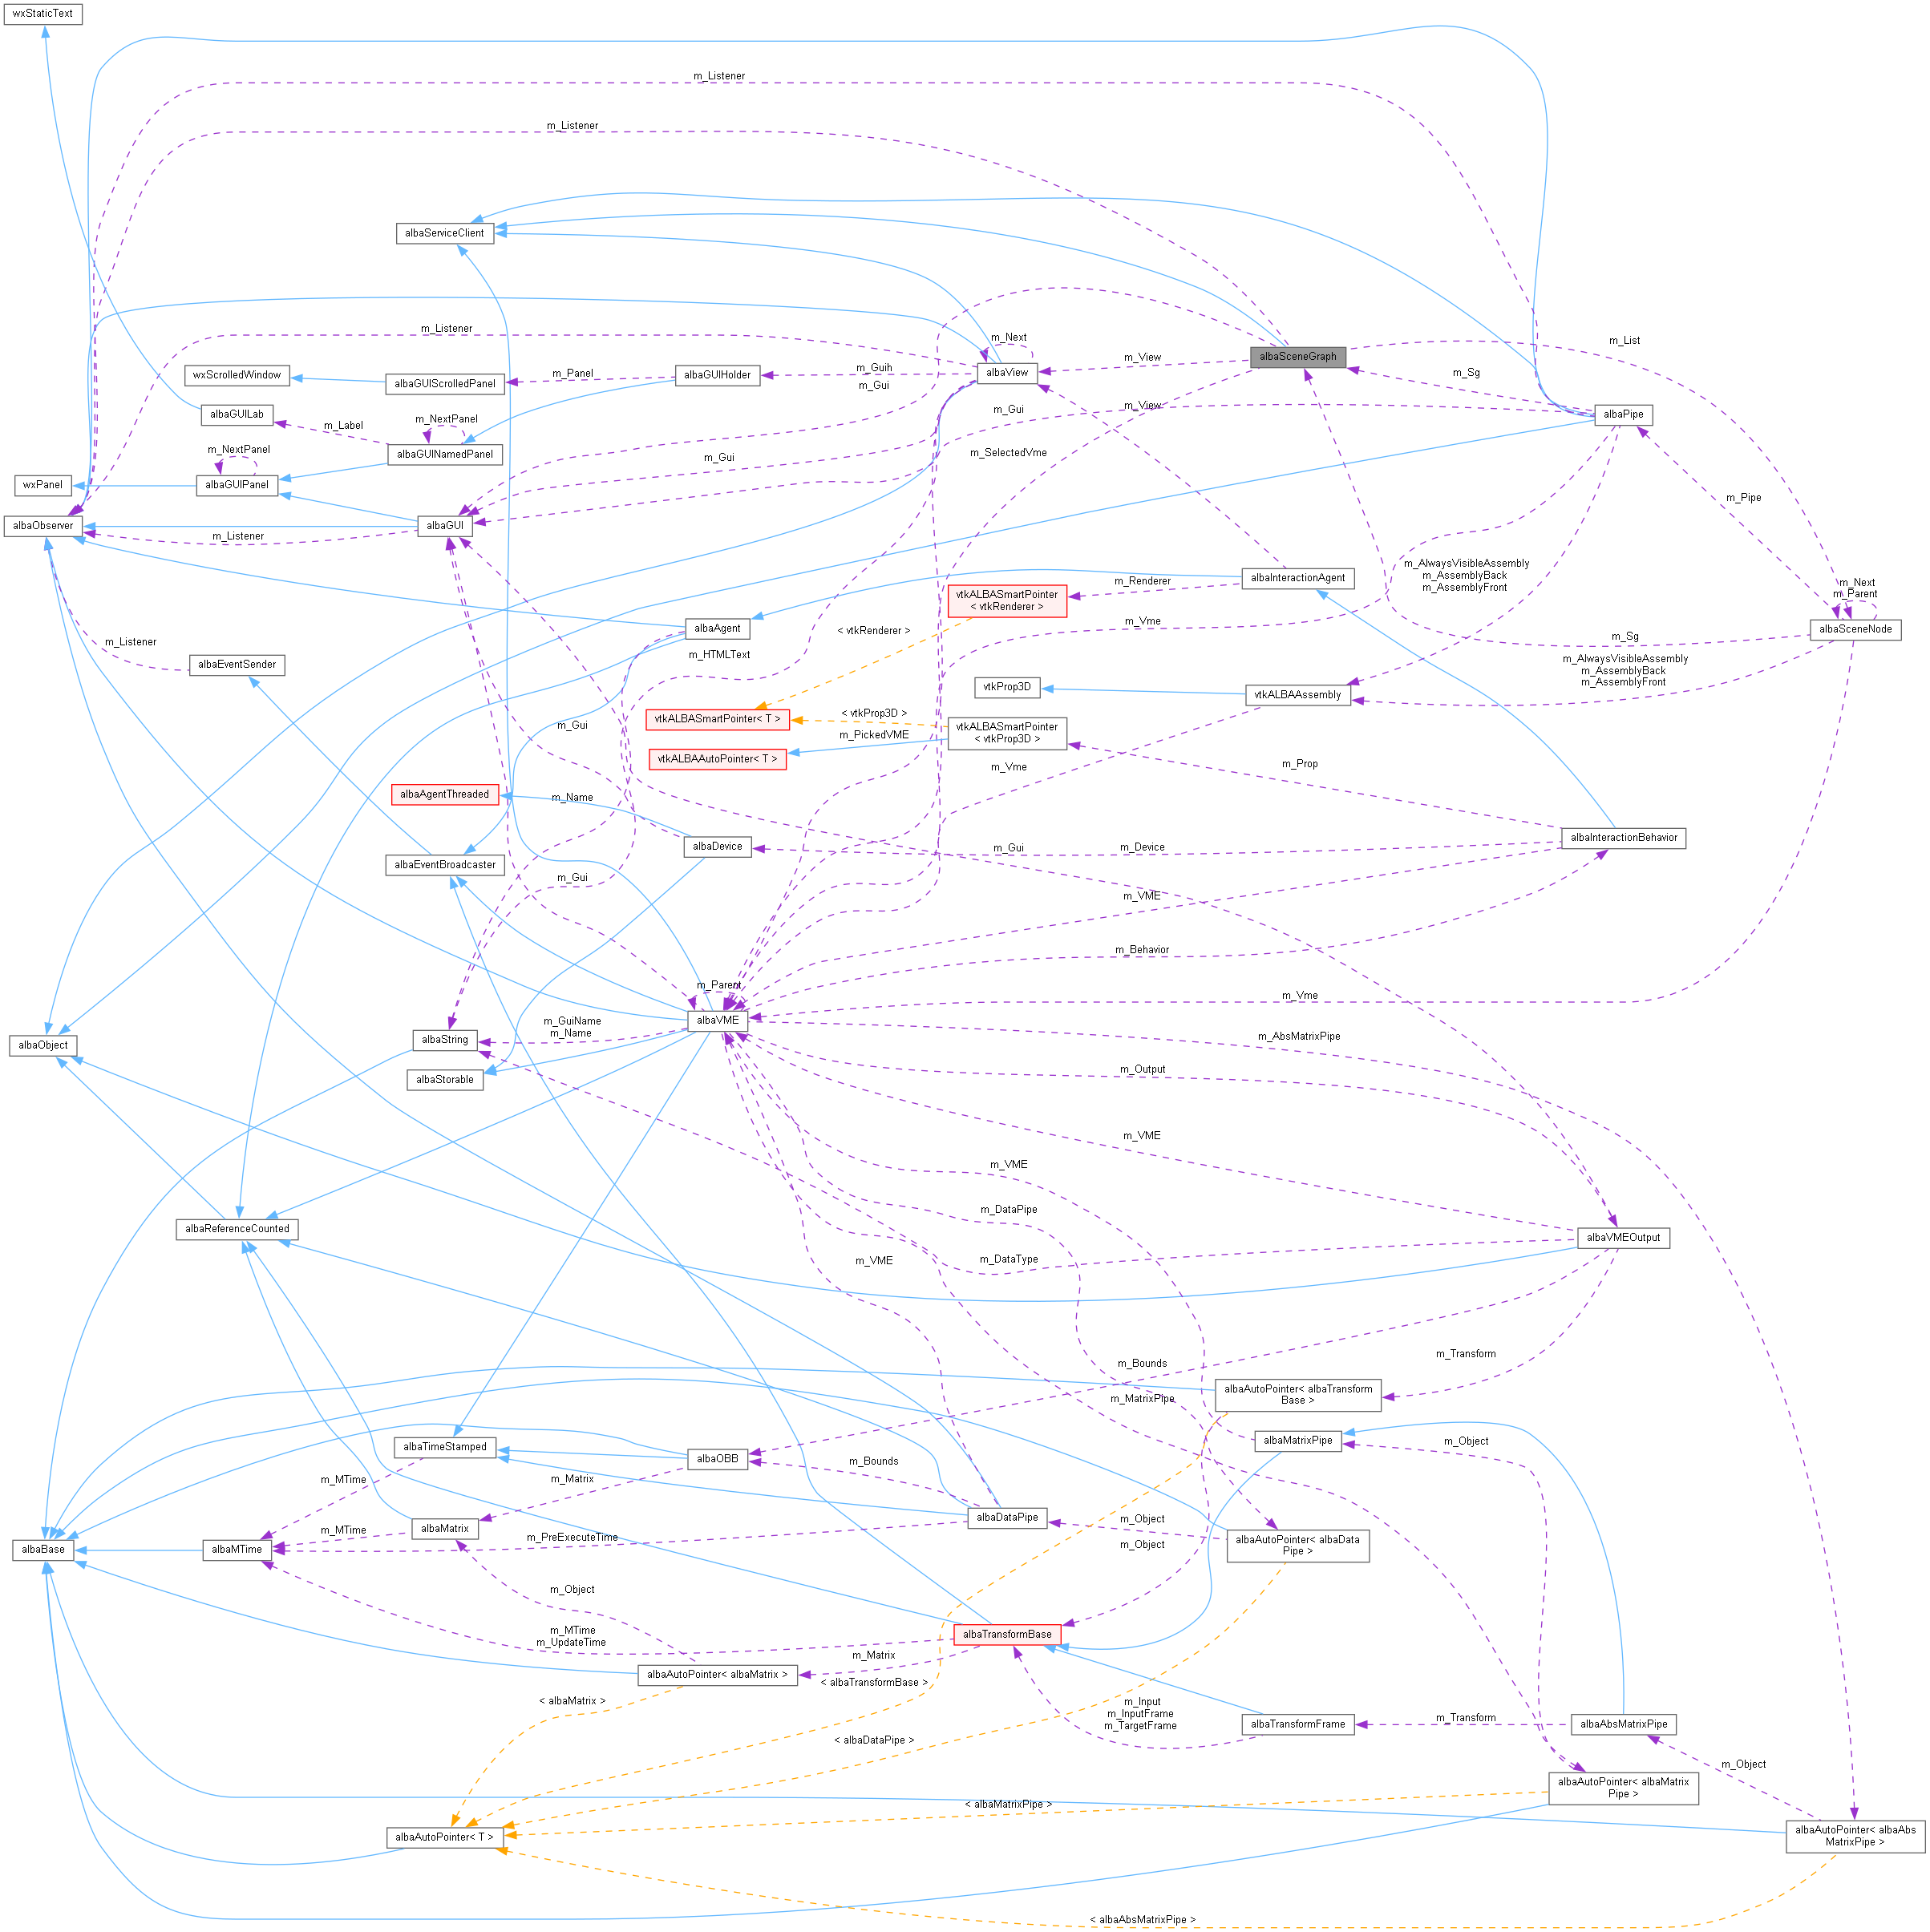 wxStaticText
m_Listener
m_Listener
albaServiceClient
m_Listener
m_Next
m_View
albaSceneGraph
m_List
wxScrolledWindow
albaGUIScrolledPanel
m_Panel
albaGUIHolder
m_Guih
m_Gui
albaView
m_Sg
albaGUILab
m_Label
m_NextPanel
albaGUINamedPanel
m_Gui
m_View
albaPipe
m_NextPanel
wxPanel
albaGUIPanel
m_Gui
m_SelectedVme
m_Pipe
albaObserver
m_Listener
albaGUI
albaInteractionAgent
m_Renderer
vtkALBASmartPointer
< vtkRenderer >
m_AlwaysVisibleAssembly
m_AssemblyBack
m_AssemblyFront
m_Next
m_Parent
albaSceneNode
m_Listener
albaEventSender
albaAgent
< vtkRenderer >
m_HTMLText
m_Vme
m_Sg
m_AlwaysVisibleAssembly
m_AssemblyBack
m_AssemblyFront
vtkProp3D
vtkALBAAssembly
m_Gui
vtkALBASmartPointer< T >
< vtkProp3D >
vtkALBASmartPointer
< vtkProp3D >
m_PickedVME
vtkALBAAutoPointer< T >
m_Vme
m_Prop
albaAgentThreaded
m_Name
albaDevice
m_Gui
m_Device
albaInteractionBehavior
albaEventBroadcaster
m_Gui
m_VME
m_Behavior
m_Parent
m_Vme
albaObject
albaString
m_GuiName
m_Name
albaVME
m_AbsMatrixPipe
albaStorable
m_Output
m_VME
m_VME
albaReferenceCounted
m_DataPipe
albaVMEOutput
m_VME
m_DataType
m_Bounds
m_Transform
m_MatrixPipe
albaAutoPointer< albaTransform
Base >
albaTimeStamped
albaOBB
m_Bounds
albaMatrixPipe
m_Object
m_MTime
m_Matrix
m_MTime
albaMatrix
m_PreExecuteTime
albaDataPipe
m_Object
m_Object
albaAutoPointer< albaData
Pipe >
albaBase
albaMTime
m_Object
m_MTime
m_UpdateTime
albaTransformBase
m_Matrix
albaAutoPointer< albaMatrix >
< albaMatrix >
< albaTransformBase >
m_Input
m_InputFrame
m_TargetFrame
albaTransformFrame
m_Transform
albaAbsMatrixPipe
< albaDataPipe >
m_Object
albaAutoPointer< albaMatrix
Pipe >
< albaMatrixPipe >
albaAutoPointer< T >
albaAutoPointer< albaAbs
MatrixPipe >
< albaAbsMatrixPipe >